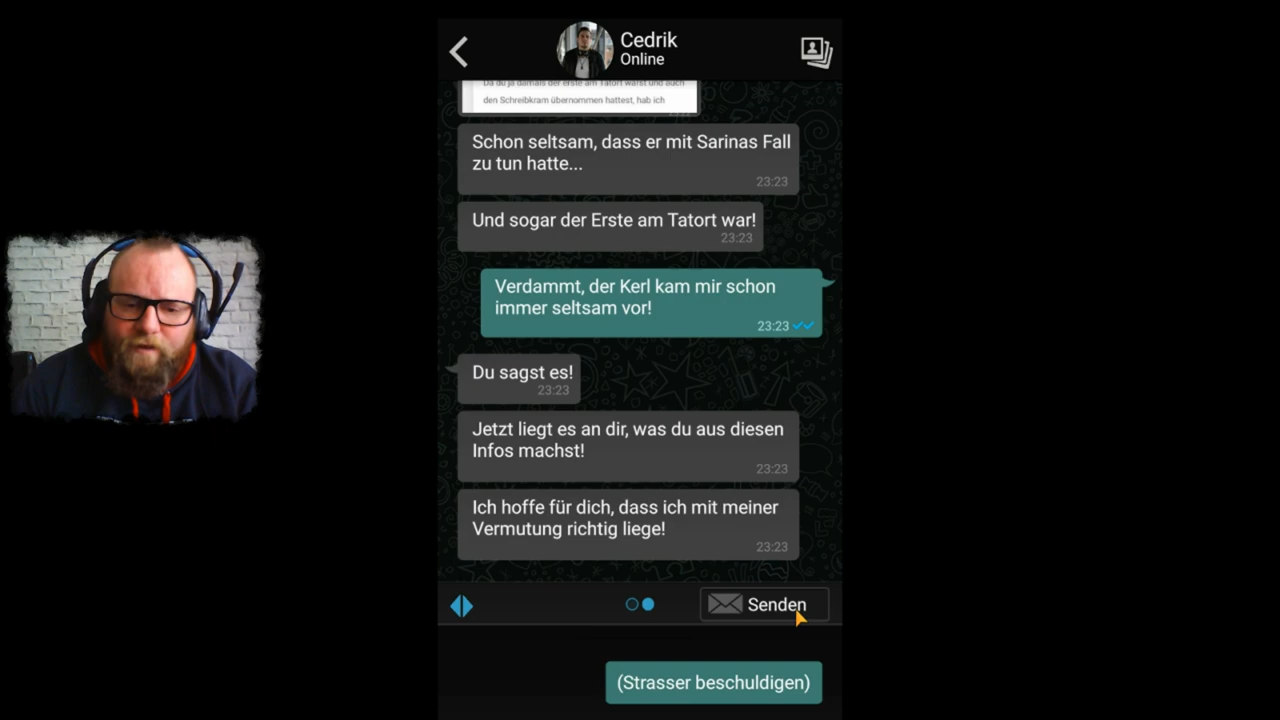 Cedrik
Online
Da du ja damals der erste am Tatort warst und auch
den Schreibkram übernommen hattest, hab ich
Schon seltsam, dass er mit Sarinas Fall
zu tun hatte...
23:23
Und sogar der Erste am Tatort war!
23:23
Verdammt, der Kerl kam mir schon
immer seltsam vor!
23:23
Du sagst es!
23:23
Jetzt liegt es an dir, was du aus diesen
Infos machst!
23:23
Ich hoffe für dich, dass ich mit meiner
Vermutung richtig liege!
23:23
Senden
(Strasser beschuldigen)